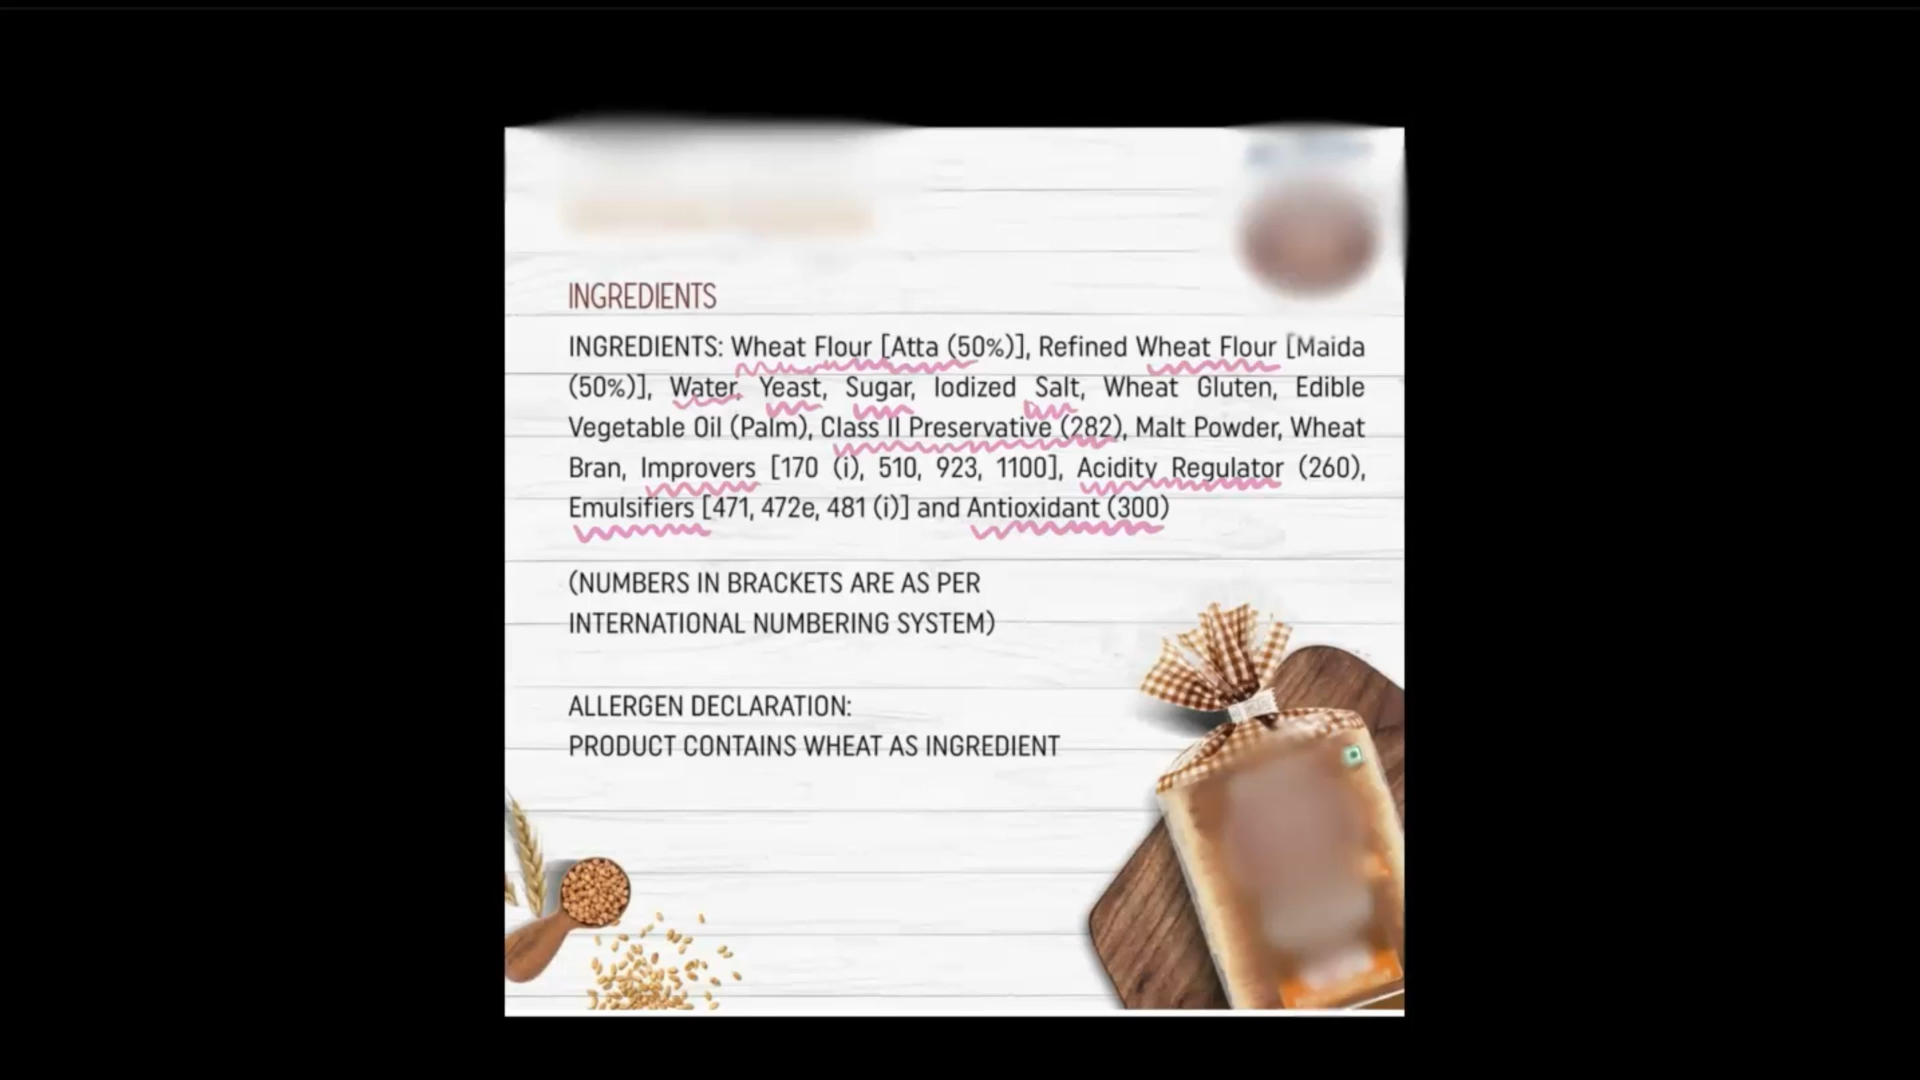 INGREDIENTS
INGREDIENTS: Wheat Flour [Atta (50%)], Refined Wheat Flour [Maida
(50%)], Water, Yeast, Sugar, Iodized Salt, Wheat Gluten, Edible
Vegetable Oil (Palm), Class II Preservative (282), Malt Powder, Wheat
Bran, Improvers [170 (i), 510, 923, 1100], Acidity Regulator (260),
Emulsifiers [471, 472e, 481 (i)] and Antioxidant (300)
(NUMBERS IN BRACKETS ARE AS PER
INTERNATIONAL NUMBERING SYSTEM)
ALLERGEN DECLARATION:
PRODUCT CONTAINS WHEAT AS INGREDIENT